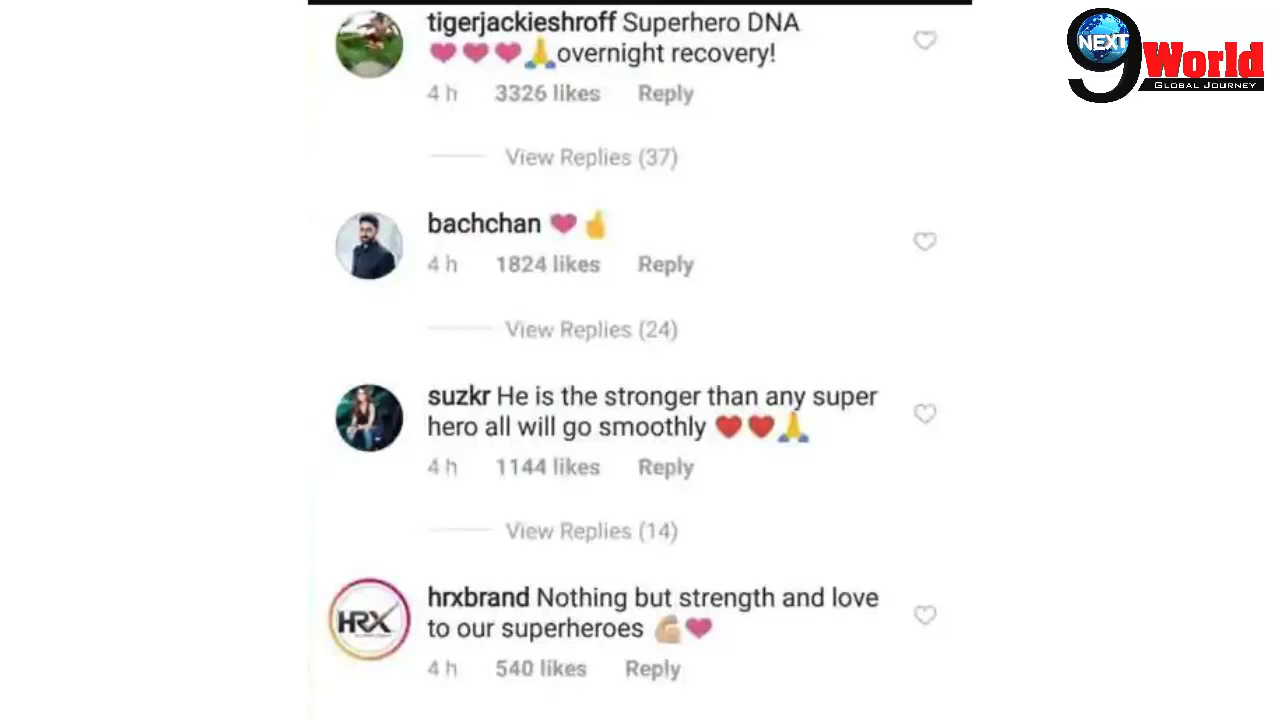 tigerjackieshroff Superhero DNA
💗💗💗🙏overnight recovery!
4 h 3326 likes Reply
View Replies (37)
bachchan 💗👍
4 h 1824 likes Reply
View Replies (24)
suzkr He is the stronger than any super
hero all will go smoothly ❤️❤️🙏
4 h 1144 likes Reply
View Replies (14)
HRX
hrxbrand Nothing but strength and love
to our superheroes 💪🏼💗
4 h 540 likes Reply
NEXT
9 World
GLOBAL JOURNEY